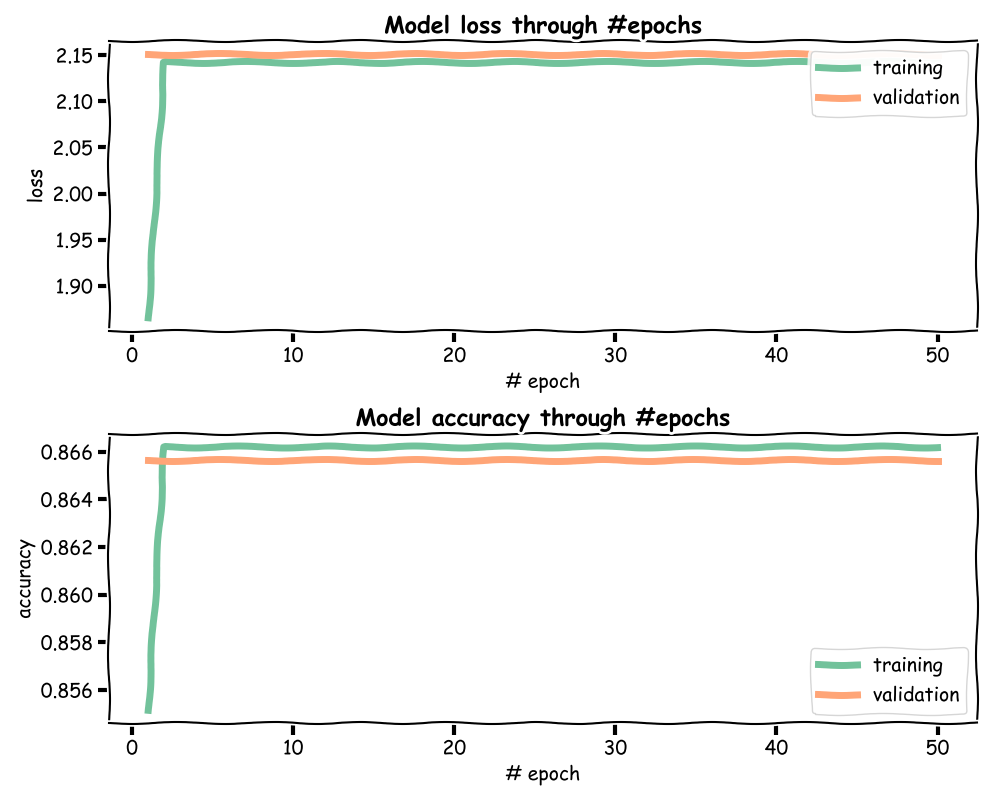 Model loss through #epochs
2.15
2.10
2.05
2.00
1.95
1.90
loss
training
validation
0 10 20 30 40 50
# epoch
Model accuracy through #epochs
0.866
0.864
0.862
0.860
0.858
0.856
accuracy
training
validation
0 10 20 30 40 50
# epoch